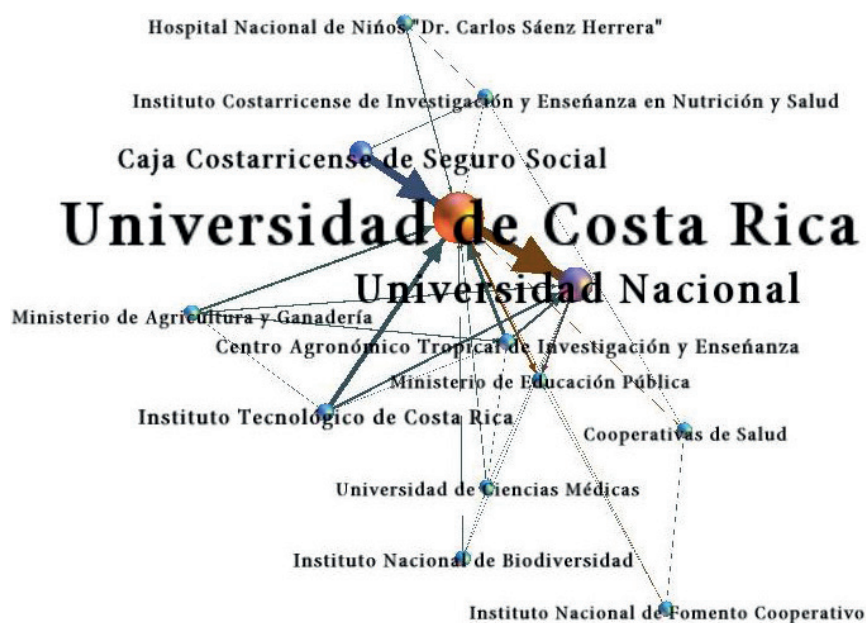 Hospital Nacional de Niños "Dr. Carlos Sáenz Herrera"
Instituto Costarricense de Investigación y Enseñanza en Nutrición y Salud
Caja Costarricense de Seguro Social
Universidad de Costa Rica
Universidad Nacional
Ministerio de Agricultura y Ganadería
Centro Agronómico Tropical de Investigación y Enseñanza
Ministerio de Educación Pública
Instituto Tecnológico de Costa Rica
Cooperativas de Salud
Universidad de Ciencias Médicas
Instituto Nacional de Biodiversidad
Instituto Nacional de Fomento Cooperativo